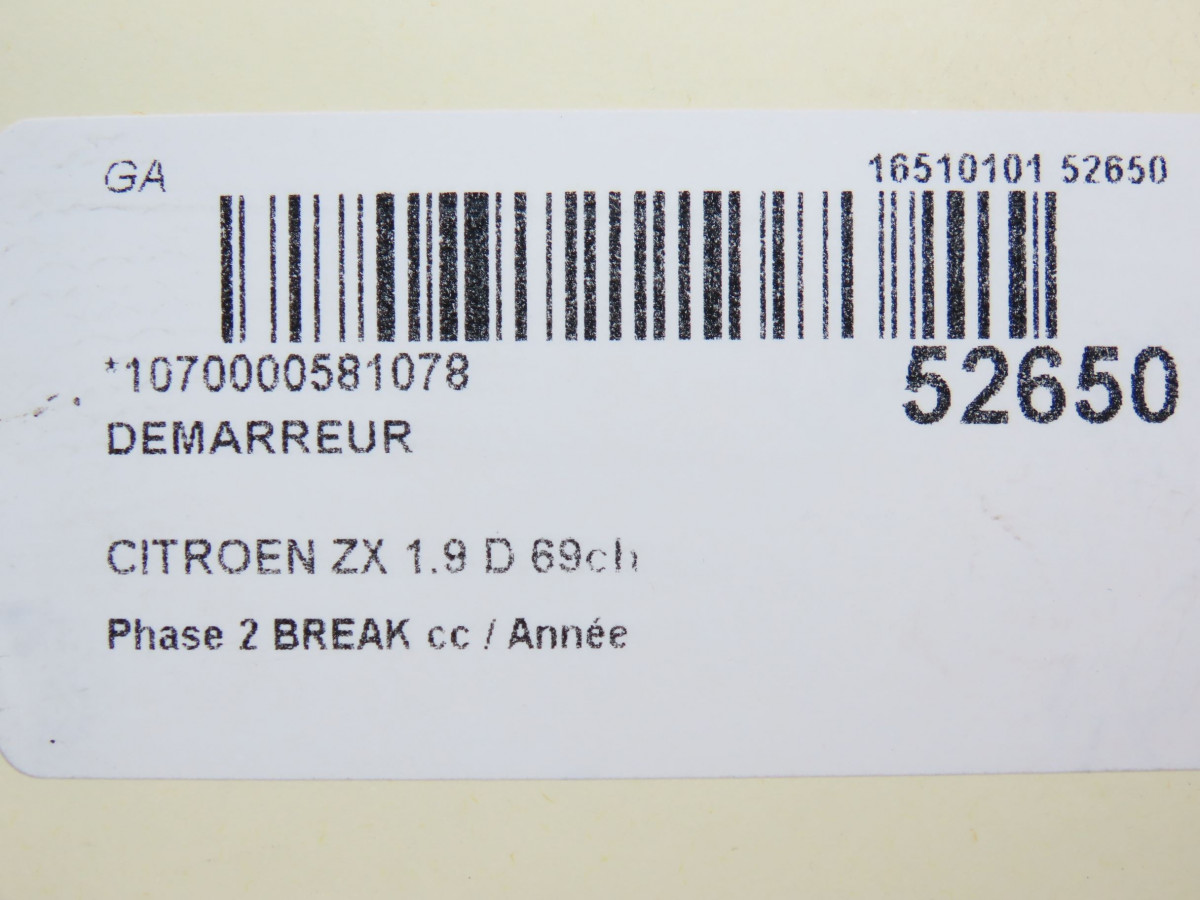 GA
16510101 52650
*1070000581078
52650
DEMARREUR
CITROEN ZX 1.9 D 69ch
Phase 2 BREAK cc / Année